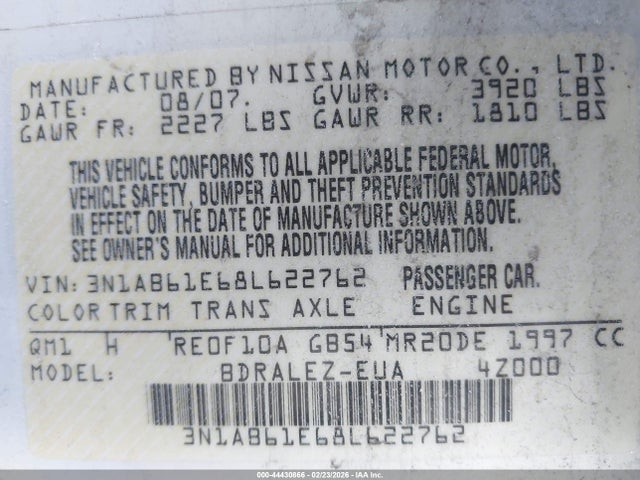 MANUFACTURED BY NISSAN MOTOR CO., LTD.
DATE: 08/07. GVWR: 3920 LBS
GAWR FR: 2227 LBS GAWR RR: 1810 LBS
THIS VEHICLE CONFORMS TO ALL APPLICABLE FEDERAL MOTOR,
VEHICLE SAFETY, BUMPER AND THEFT PREVENTION STANDARDS
IN EFFECT ON THE DATE OF MANUFACTURE SHOWN ABOVE.
SEE OWNER'S MANUAL FOR ADDITIONAL INFORMATION.
VIN: 3N1AB61E68L622762 PASSENGER CAR.
COLOR TRIM TRANS AXLE ENGINE
QM1 H RE0F10A GB54 MR20DE 1997 CC
MODEL: BDRALEZ-EUA 4Z000
3N1AB61E68L622762
000-44430866 - 02/23/2026 - IAA Inc.